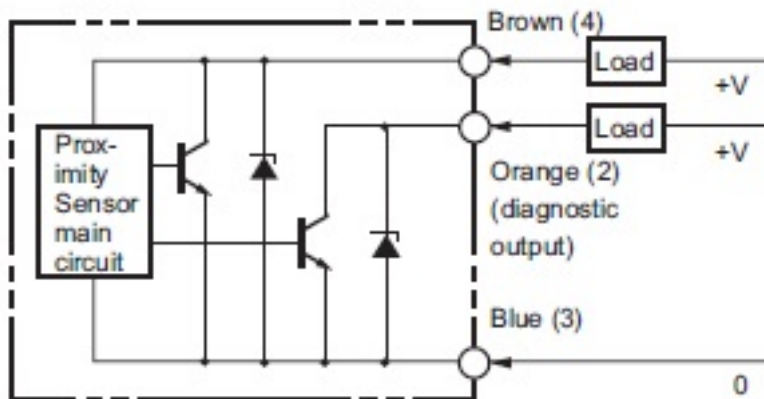 Brown (4)
Load
+V
Load
+V
Prox-
imity
Sensor
main
circuit
Orange (2)
(diagnostic
output)
Blue (3)
0